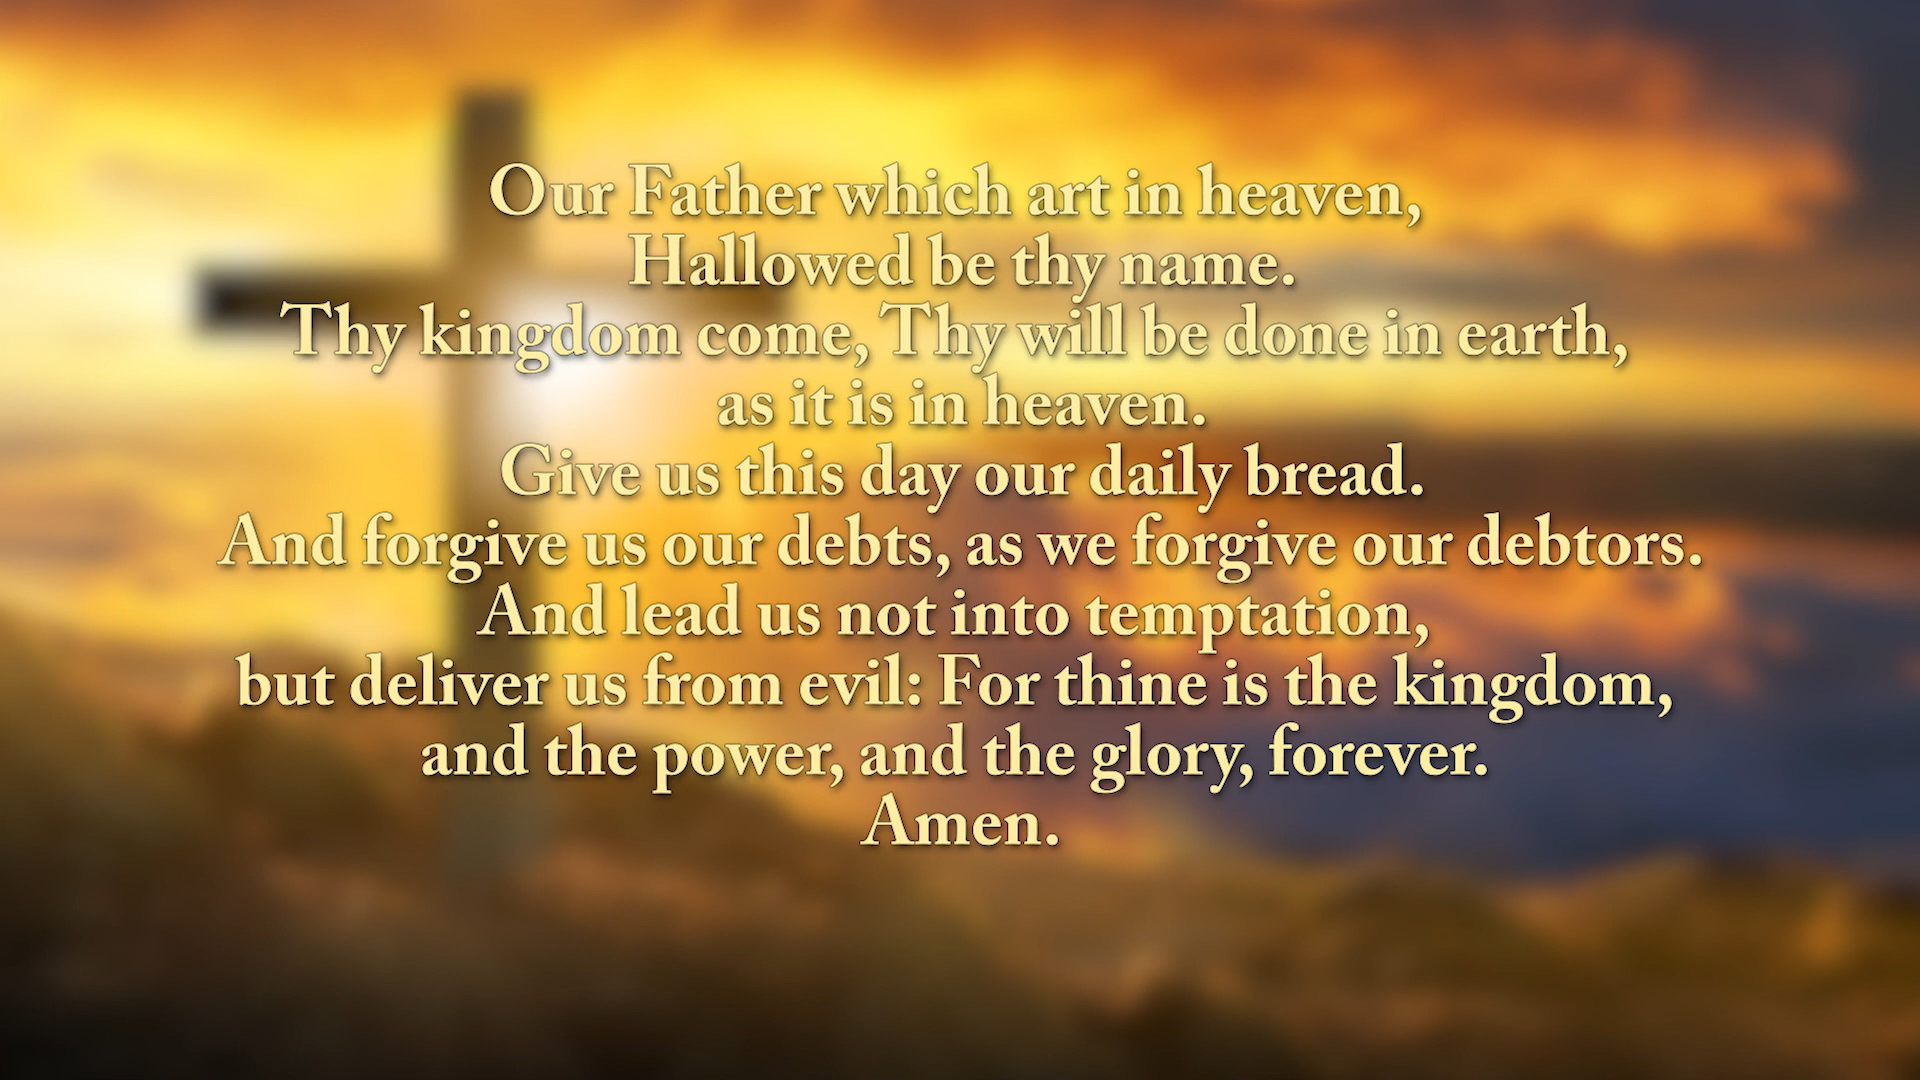 Our Father which art in heaven,
Hallowed be thy name.
Thy kingdom come, Thy will be done in earth,
as it is in heaven.
Give us this day our daily bread.
And forgive us our debts, as we forgive our debtors.
And lead us not into temptation,
but deliver us from evil: For thine is the kingdom,
and the power, and the glory, forever.
Amen.